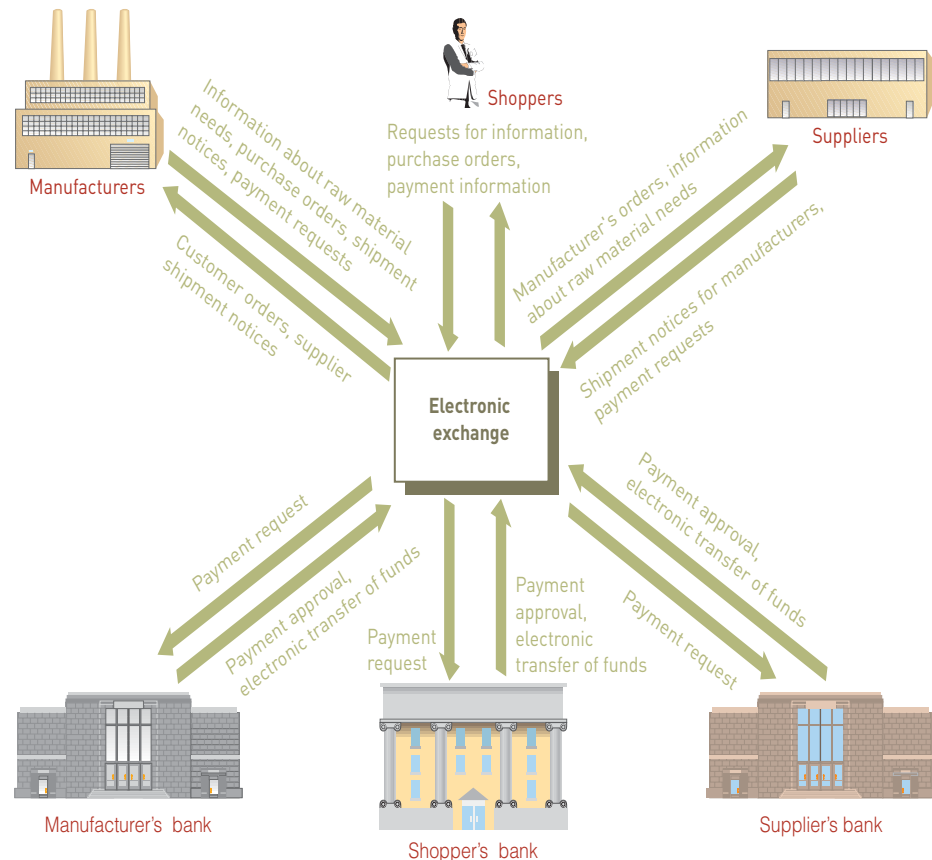 Shoppers
Manufacturers
Suppliers
Information about raw material
needs, purchase orders, shipment
notices, payment requests
Customer orders, supplier
shipment notices
Requests for information,
purchase orders,
payment information
Manufacturer's orders, information
about raw material needs
Shipment notices for manufacturers,
payment requests
Electronic
exchange
Payment request
Payment approval,
electronic transfer of funds
Payment
request
Payment
approval,
electronic
transfer of funds
Payment approval,
electronic transfer of funds
Payment request
Manufacturer's bank
Shopper's bank
Supplier's bank